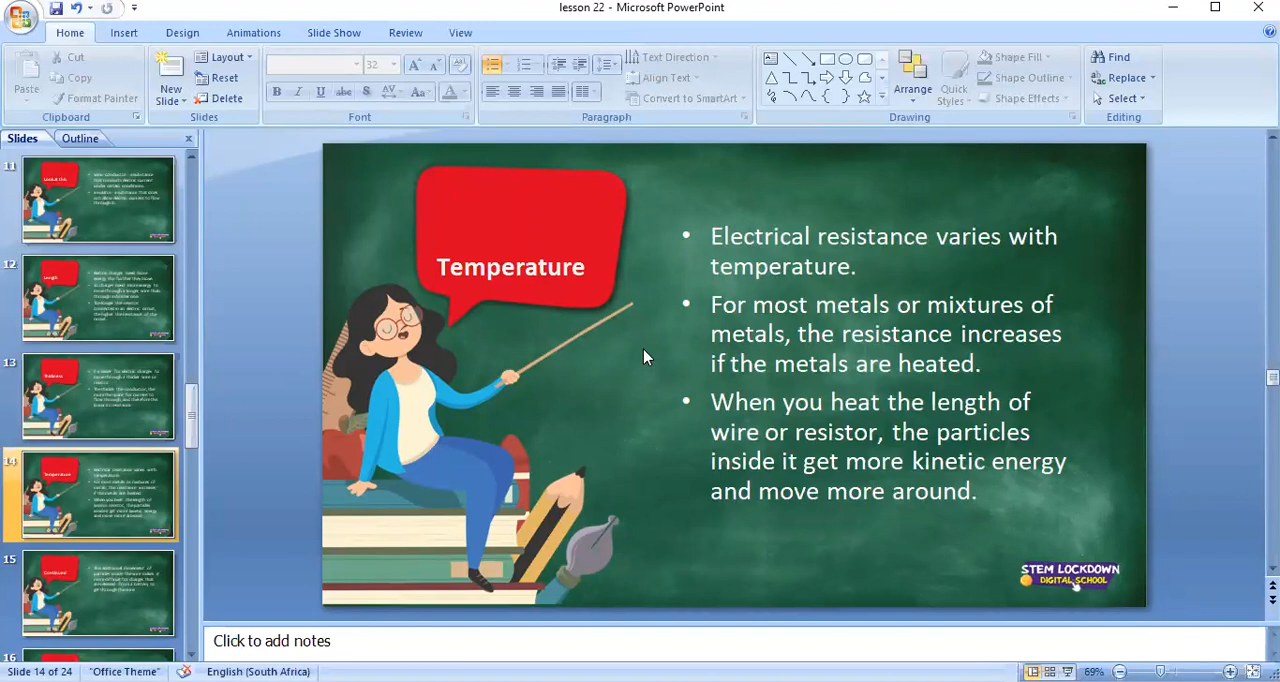 lesson 22 - Microsoft PowerPoint
Home Insert Design Slide Show Animations Review View
Cut
Copy
Format Painter
Paste
Clipboard
New
Slide
Layout
Reset
Delete
Slides
32
Font
Text Direction
Align Text
Convert to SmartArt
Paragraph
Arrange
Quick
Styles
Shape Fill
Shape Outline
Shape Effects
Drawing
Find
Replace
Select
Editing
Slides Outline
11
12
Length
13
Thickness
14
Temperature
15
Continued
16
Temperature
• Electrical resistance varies with
temperature.
• For most metals or mixtures of
metals, the resistance increases
if the metals are heated.
• When you heat the length of
wire or resistor, the particles
inside it get more kinetic energy
and move more around.
STEM LOCKDOWN
DIGITAL SCHOOL
Click to add notes
Slide 14 of 24 "Office Theme" English (South Africa) 69%